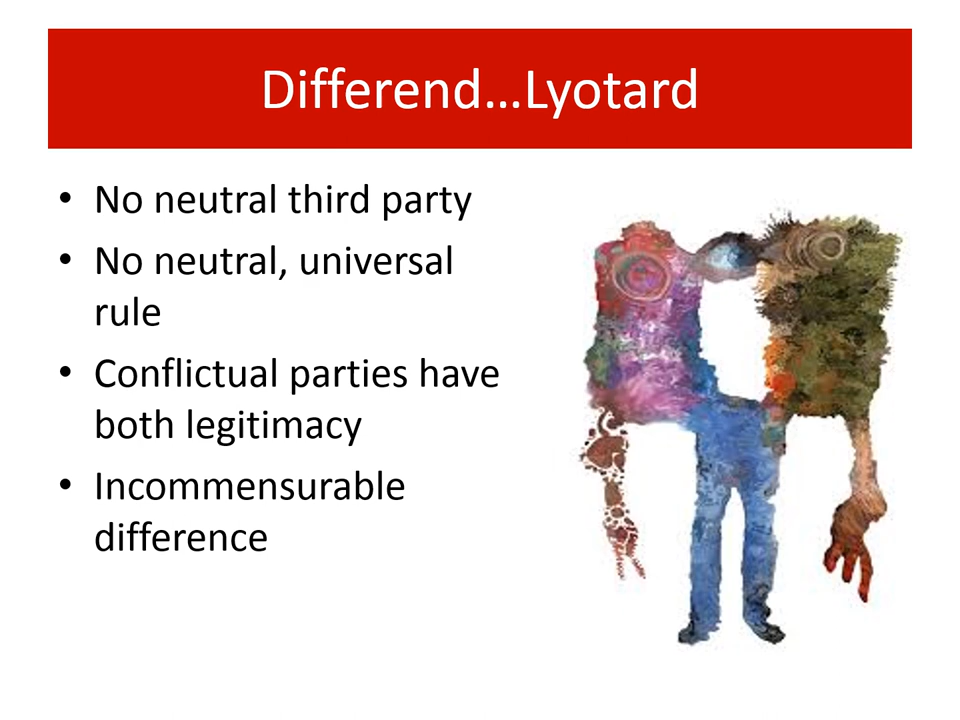 Differend…Lyotard
• No neutral third party
• No neutral, universal
rule
• Conflictual parties have
both legitimacy
• Incommensurable
difference